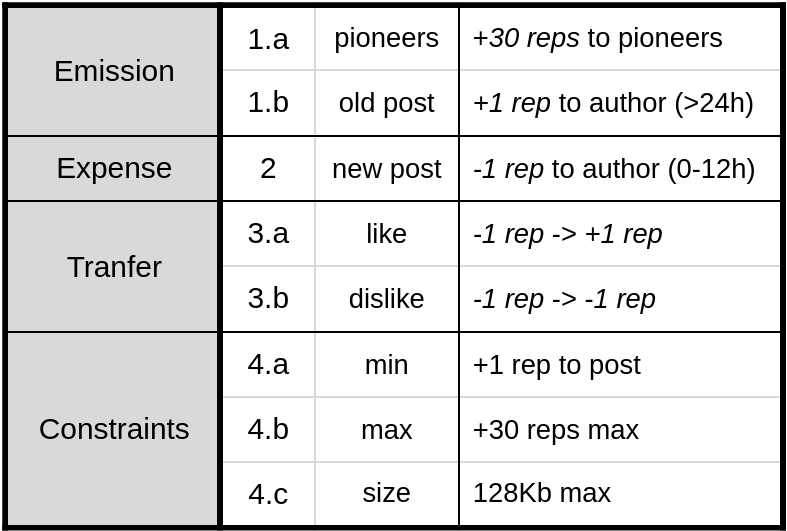 Emission
1.a pioneers +30 reps to pioneers
1.b old post +1 rep to author (>24h)
Expense 2 new post -1 rep to author (0-12h)
Tranfer
3.a like -1 rep -> +1 rep
3.b dislike -1 rep -> -1 rep
Constraints
4.a min +1 rep to post
4.b max +30 reps max
4.c size 128Kb max